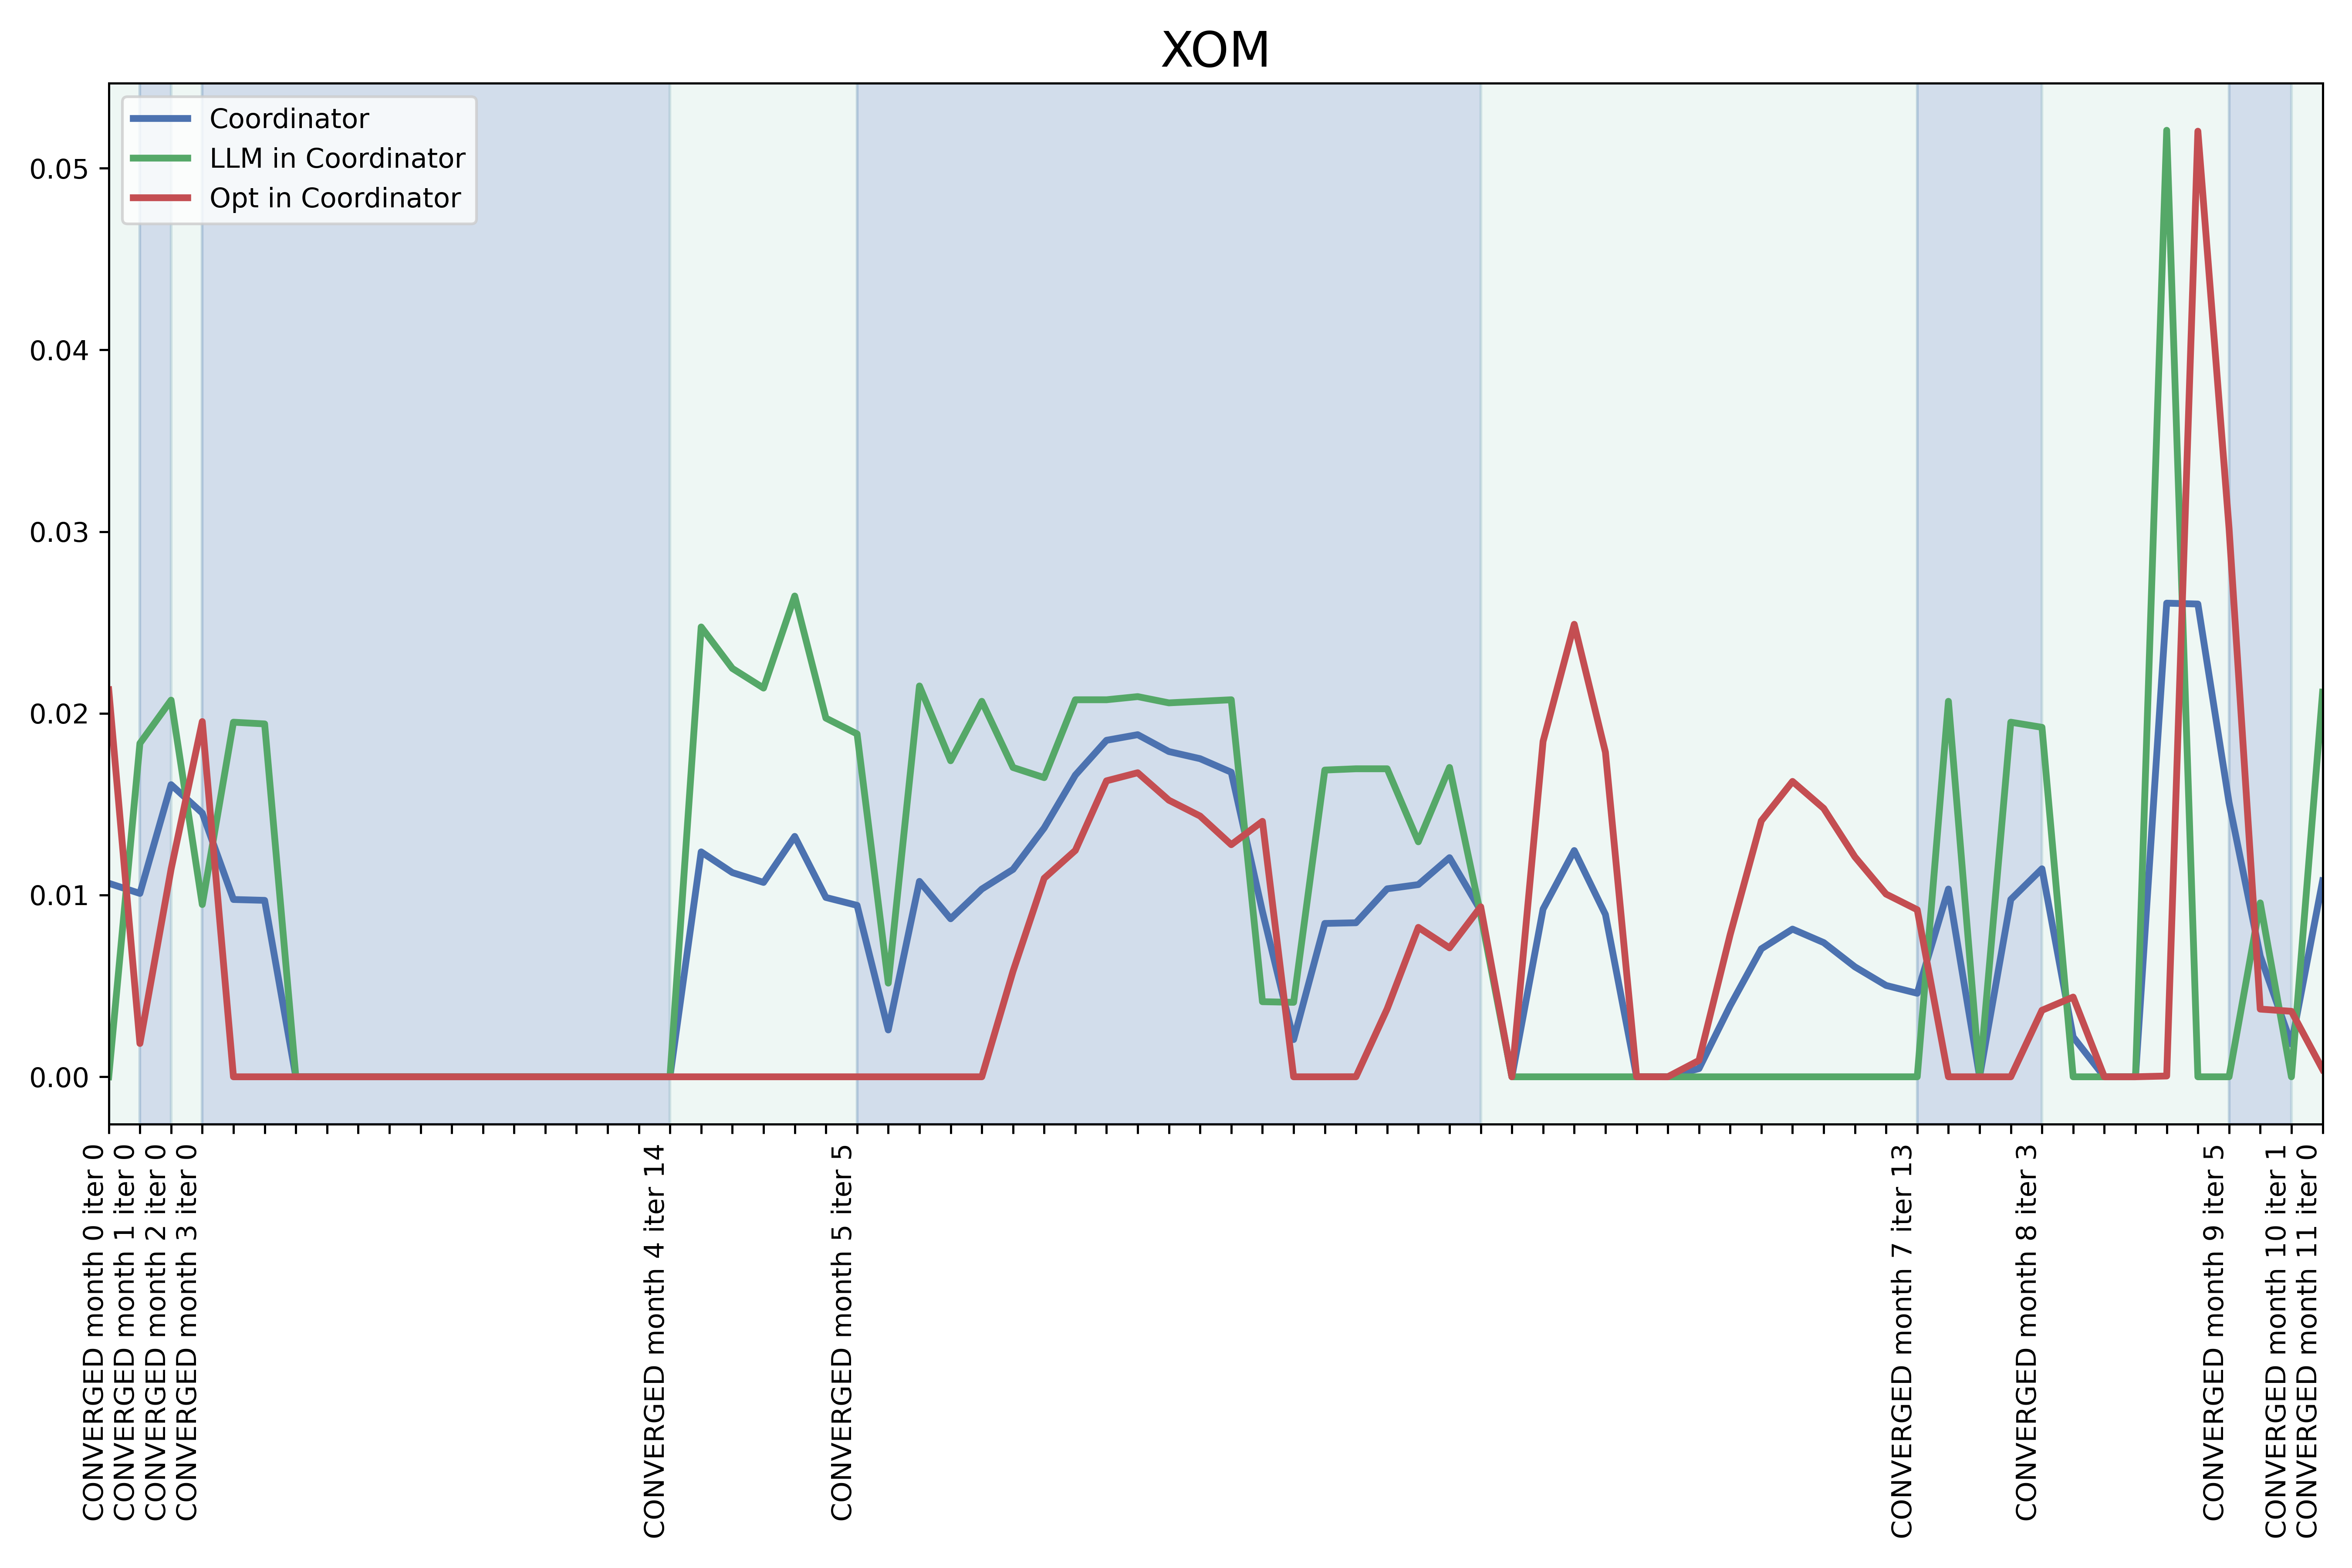 XOM
Coordinator
LLM in Coordinator
Opt in Coordinator
0.05
0.04
0.03
0.02
0.01
0.00
CONVERGED month 0 iter 0
CONVERGED month 1 iter 0
CONVERGED month 2 iter 0
CONVERGED month 3 iter 0
CONVERGED month 4 iter 14
CONVERGED month 5 iter 5
CONVERGED month 7 iter 13
CONVERGED month 8 iter 3
CONVERGED month 9 iter 5
CONVERGED month 10 iter 1
CONVERGED month 11 iter 0